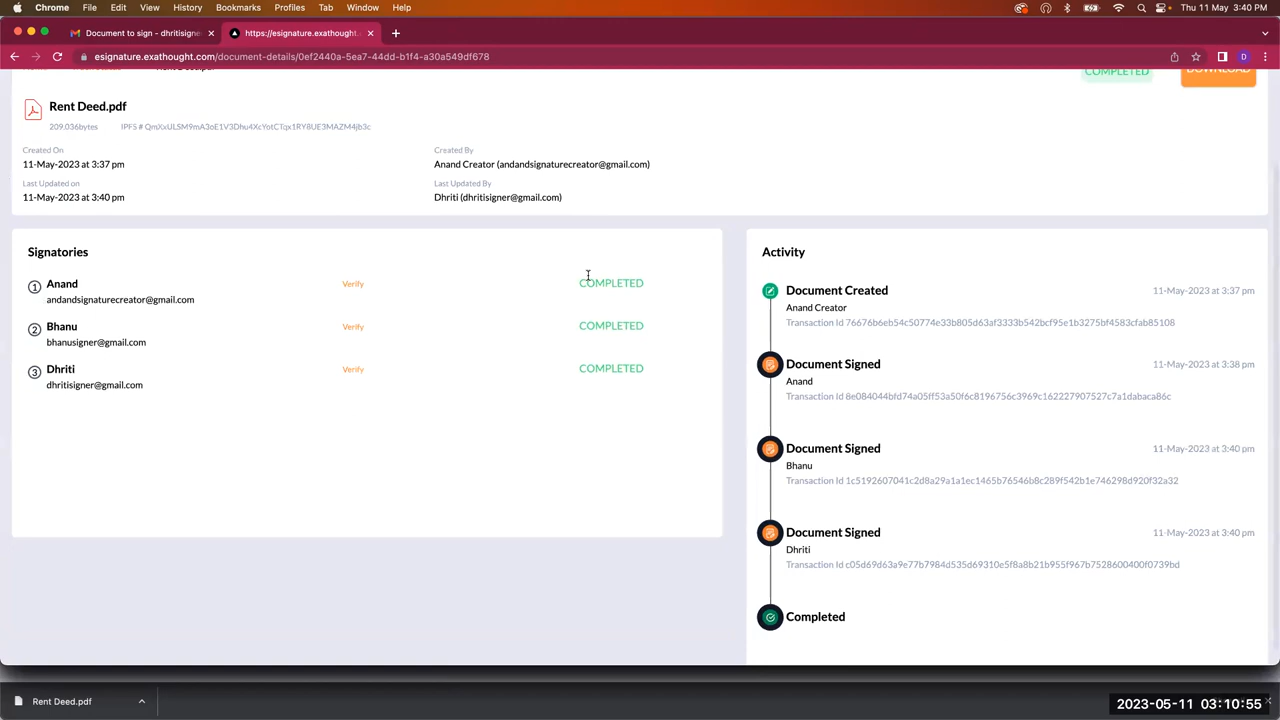 Chrome File Edit View History Bookmarks Profiles Tab Window Help Thu 11 May 3:40 PM
Document to sign - dhritisigne × https://esignature.exathought. × +
esignature.exathought.com/document-details/0ef2440a-5ea7-44dd-b1f4-a30a549df678 D
COMPLETED DOWNLOAD
Rent Deed.pdf
209.036bytes
Created On Created By
11-May-2023 at 3:37 pm Anand Creator (andandsignaturecreator@gmail.com)
Last Updated on Last Updated By
11-May-2023 at 3:40 pm Dhriti (dhritisigner@gmail.com)
Signatories
1 Anand Verify COMPLETED
andandsignaturecreator@gmail.com
2 Bhanu Verify COMPLETED
bhanusigner@gmail.com
3 Dhriti Verify COMPLETED
dhritisigner@gmail.com
Activity
Document Created 11-May-2023 at 3:37 pm
Anand Creator
Transaction Id 76676b6eb54c50774e33b805d63af3333b542bcf95e1b3275bf4583cfab85108
Document Signed 11-May-2023 at 3:38 pm
Anand
Transaction Id 8e084044bfd74a05ff53a50f6c8196756c3969c162227907527c7a1dabaca86c
Document Signed 11-May-2023 at 3:40 pm
Bhanu
Transaction Id 1c5192607041c2d8a29a1a1ec1465b76546b8c289f542b1e746298d920f32a32
Document Signed 11-May-2023 at 3:40 pm
Dhriti
Transaction Id c05d69d63a9e77b7984d535d69310e5f8a8b21b955f967b7528600400f0739bd
Completed
Rent Deed.pdf
2023-05-11 03:10:55